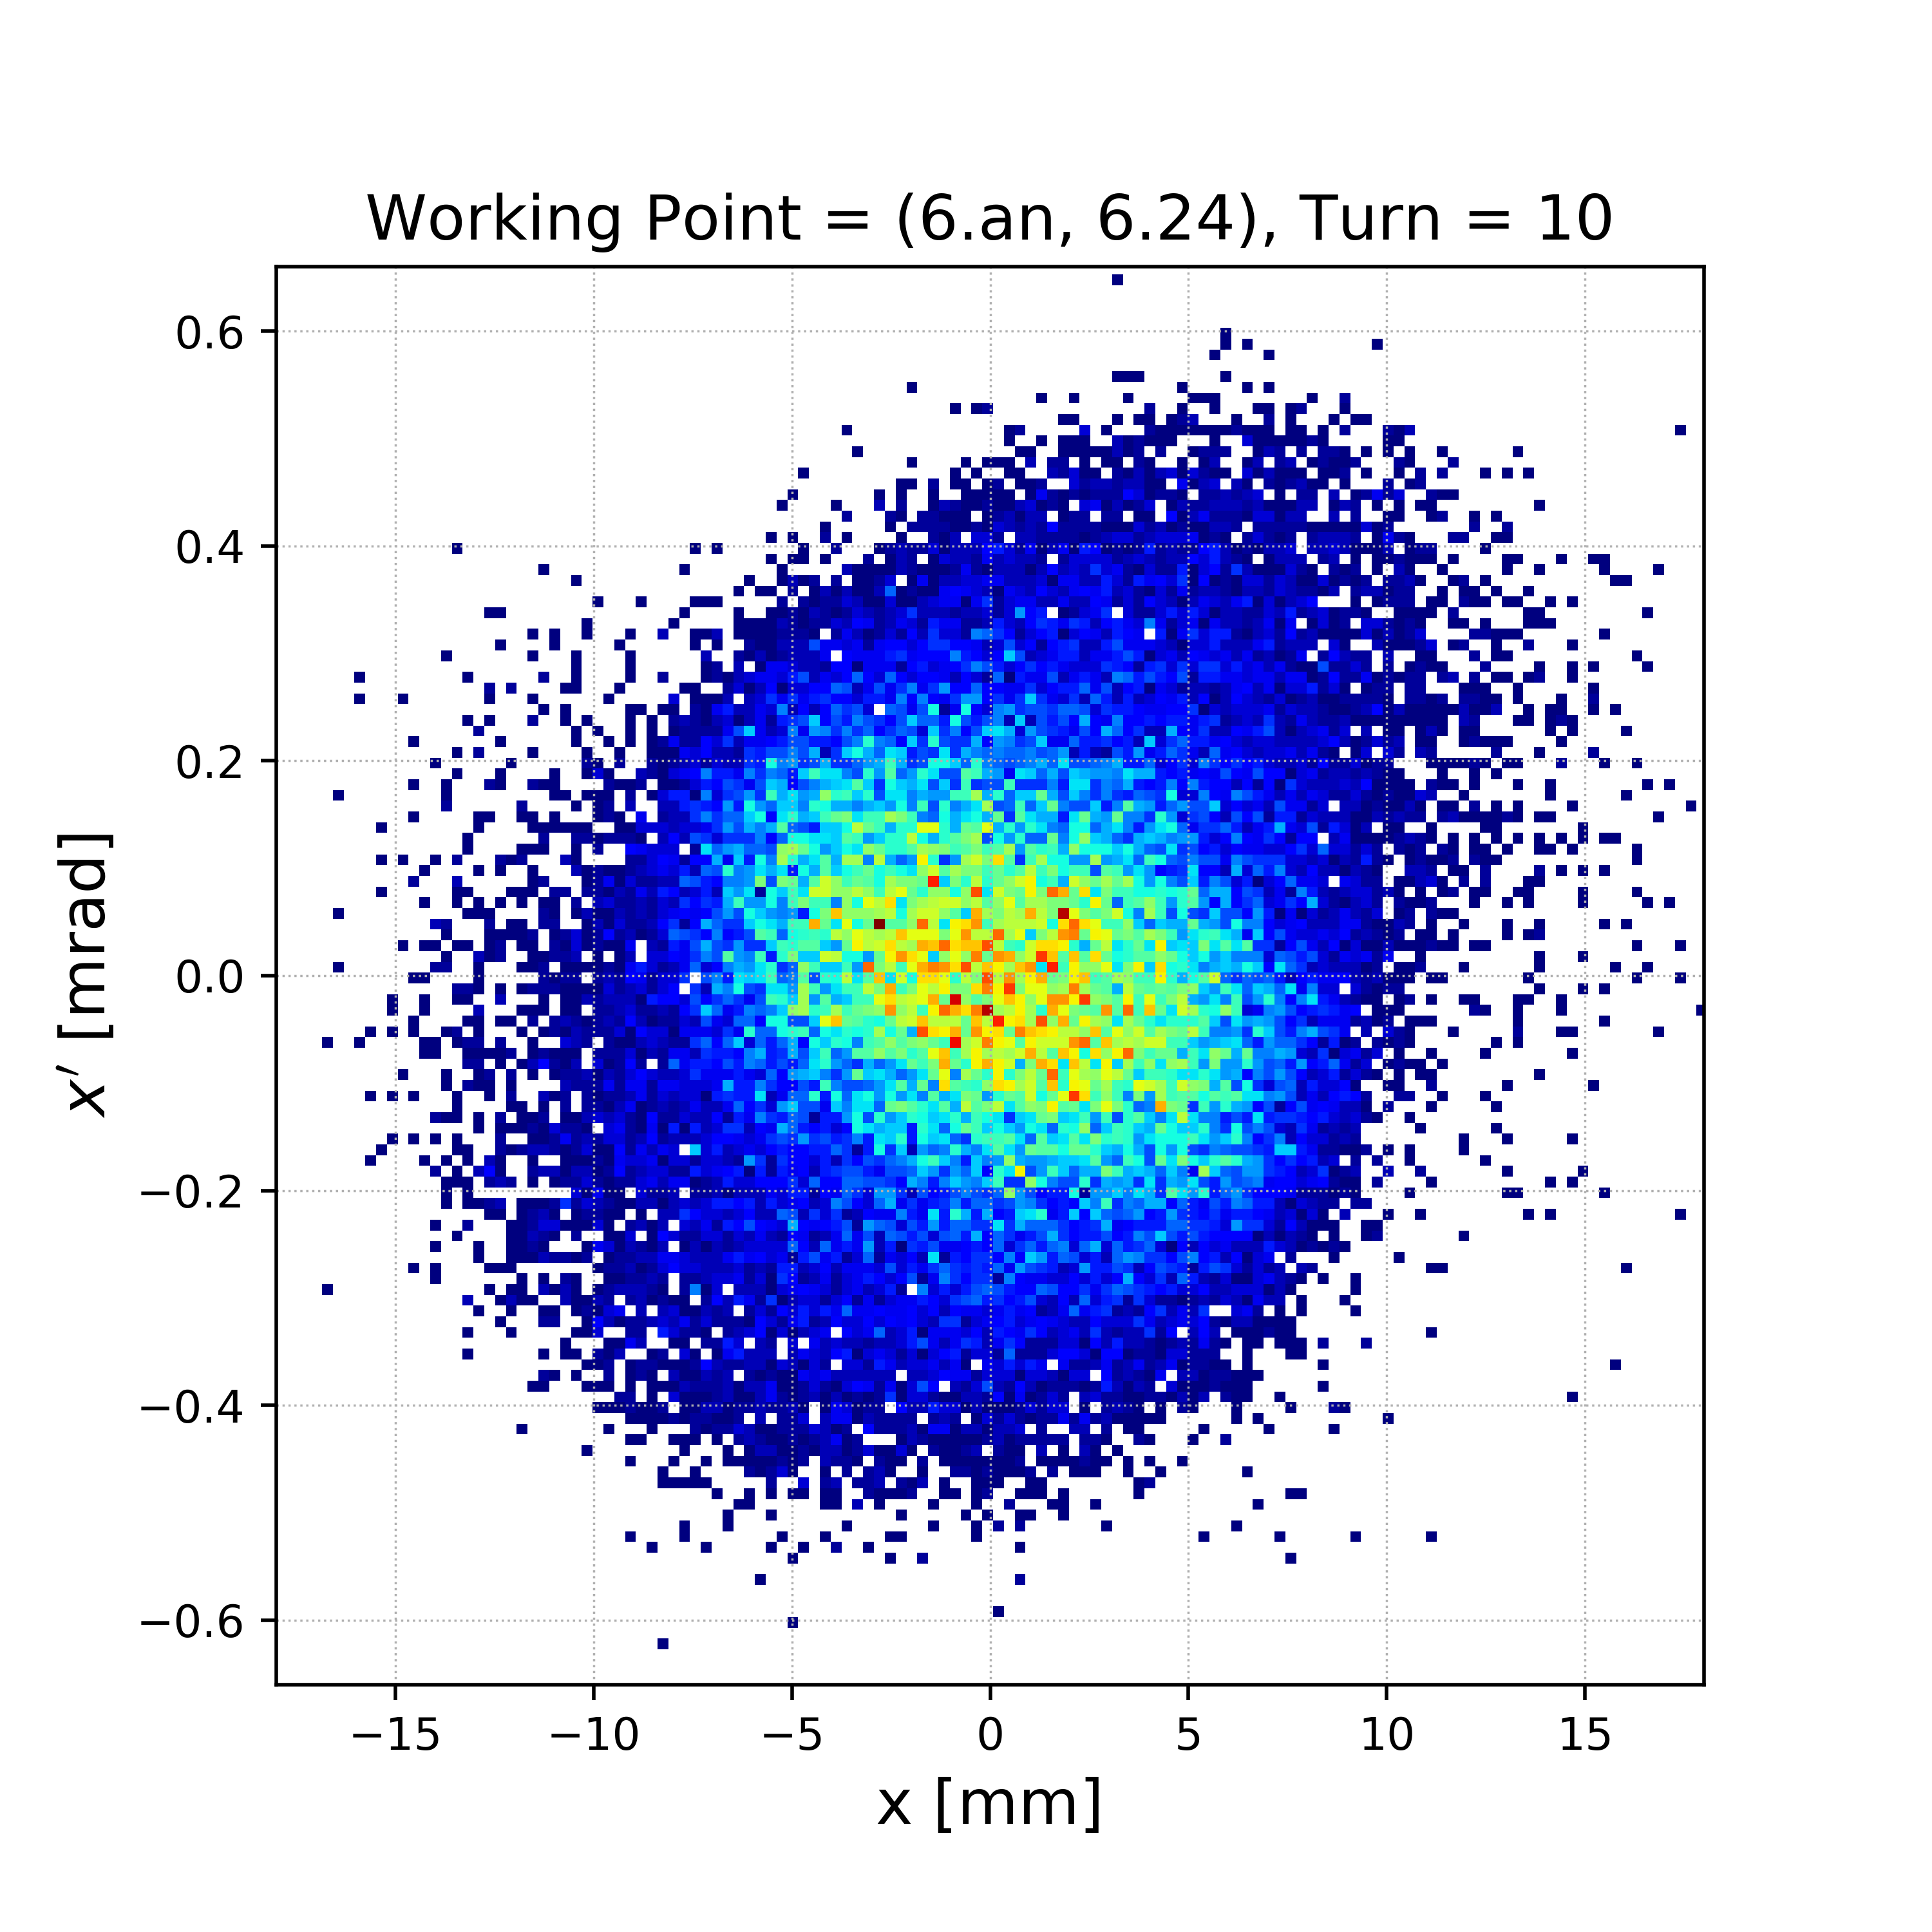 Working Point = (6.an, 6.24), Turn = 10
0.6
0.4
0.2
0.0
−0.2
−0.4
−0.6
x′ [mrad]
−15 −10 −5 0 5 10 15
x [mm]